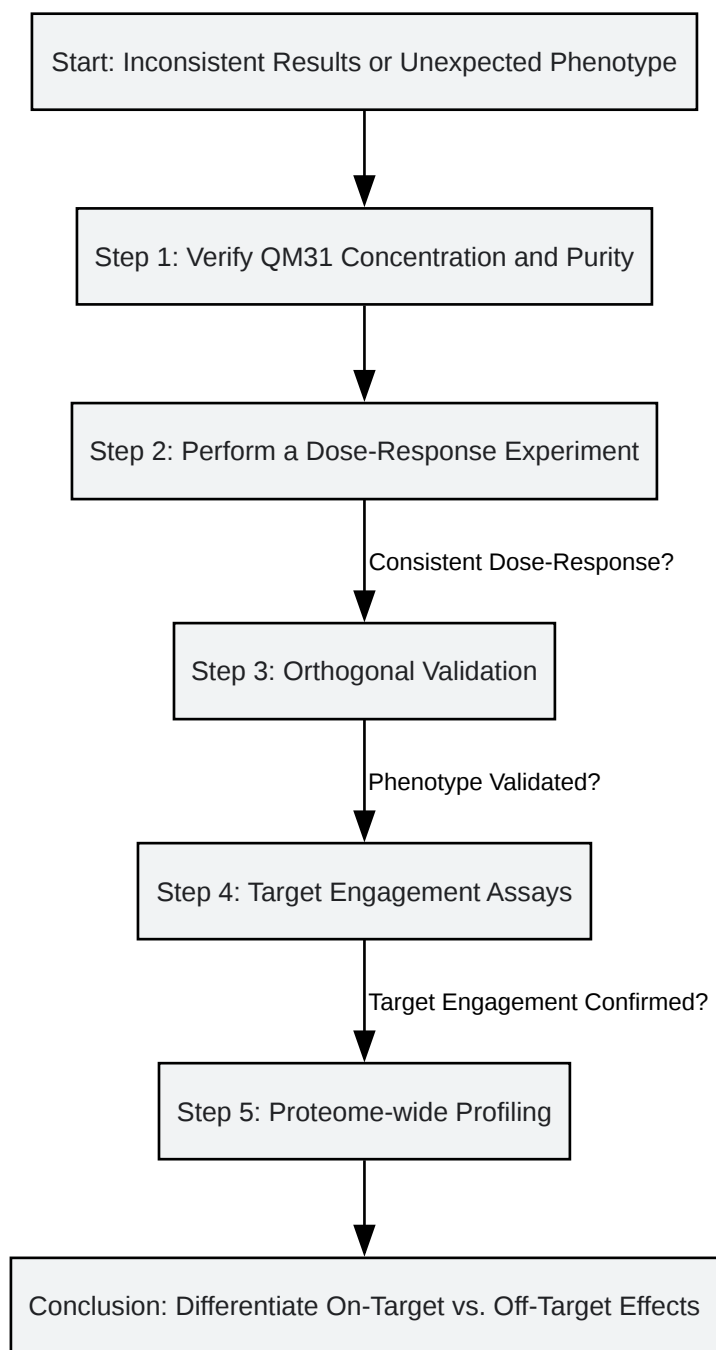 Start: Inconsistent Results or Unexpected Phenotype
Step 1: Verify QM31 Concentration and Purity
Step 2: Perform a Dose-Response Experiment
Consistent Dose-Response?
Step 3: Orthogonal Validation
Phenotype Validated?
Step 4: Target Engagement Assays
Target Engagement Confirmed?
Step 5: Proteome-wide Profiling
Conclusion: Differentiate On-Target vs. Off-Target Effects